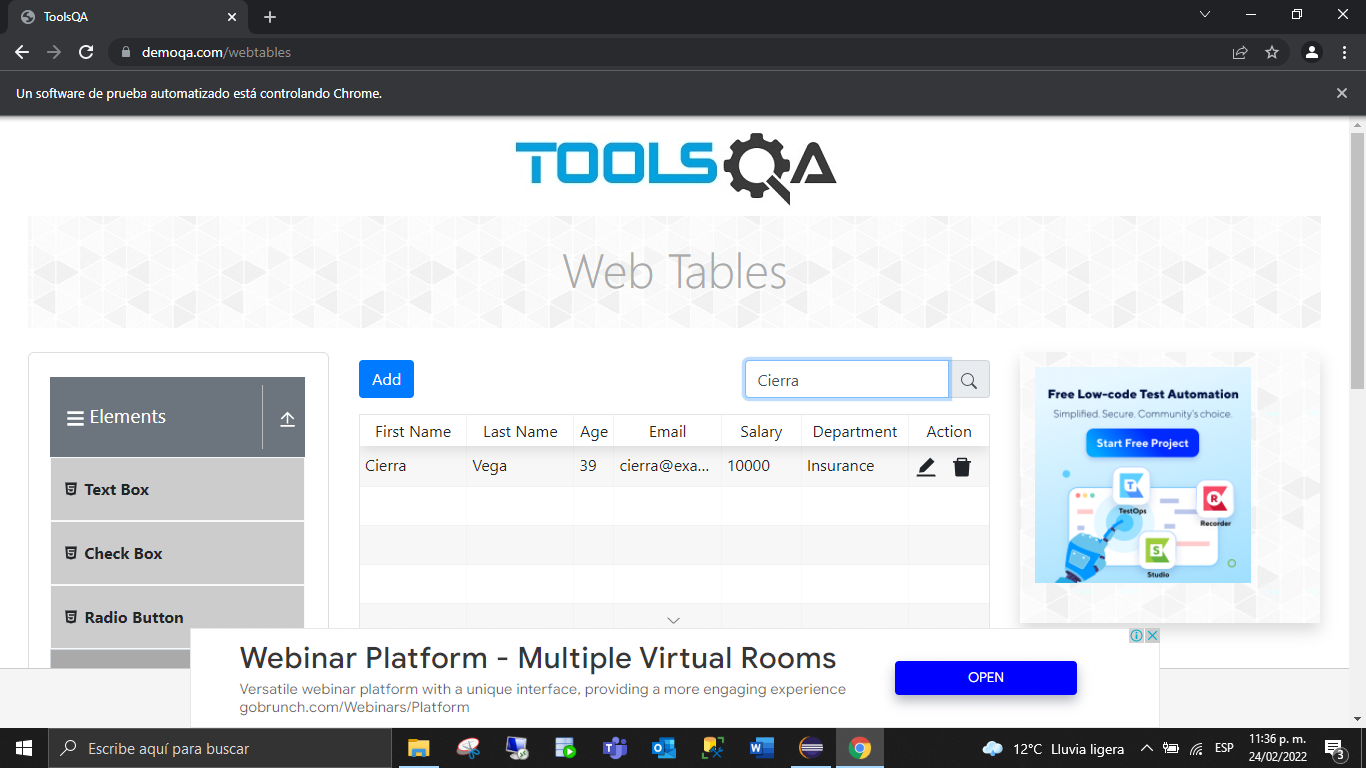 ToolsQA
demoqa.com/webtables
Un software de prueba automatizado está controlando Chrome.
TOOLSQA
Web Tables
Elements
Text Box
Check Box
Radio Button
Add
Cierra
First Name Last Name Age Email Salary Department Action
Cierra Vega 39 cierra@exa... 10000 Insurance
Free Low-code Test Automation
Simplified. Secure. Community's choice.
Start Free Project
TestOps
Recorder
Studio
Webinar Platform - Multiple Virtual Rooms
Versatile webinar platform with a unique interface, providing a more engaging experience
gobrunch.com/Webinars/Platform
OPEN
Escribe aquí para buscar
12°C Lluvia ligera
ESP
11:36 p. m.
24/02/2022
3